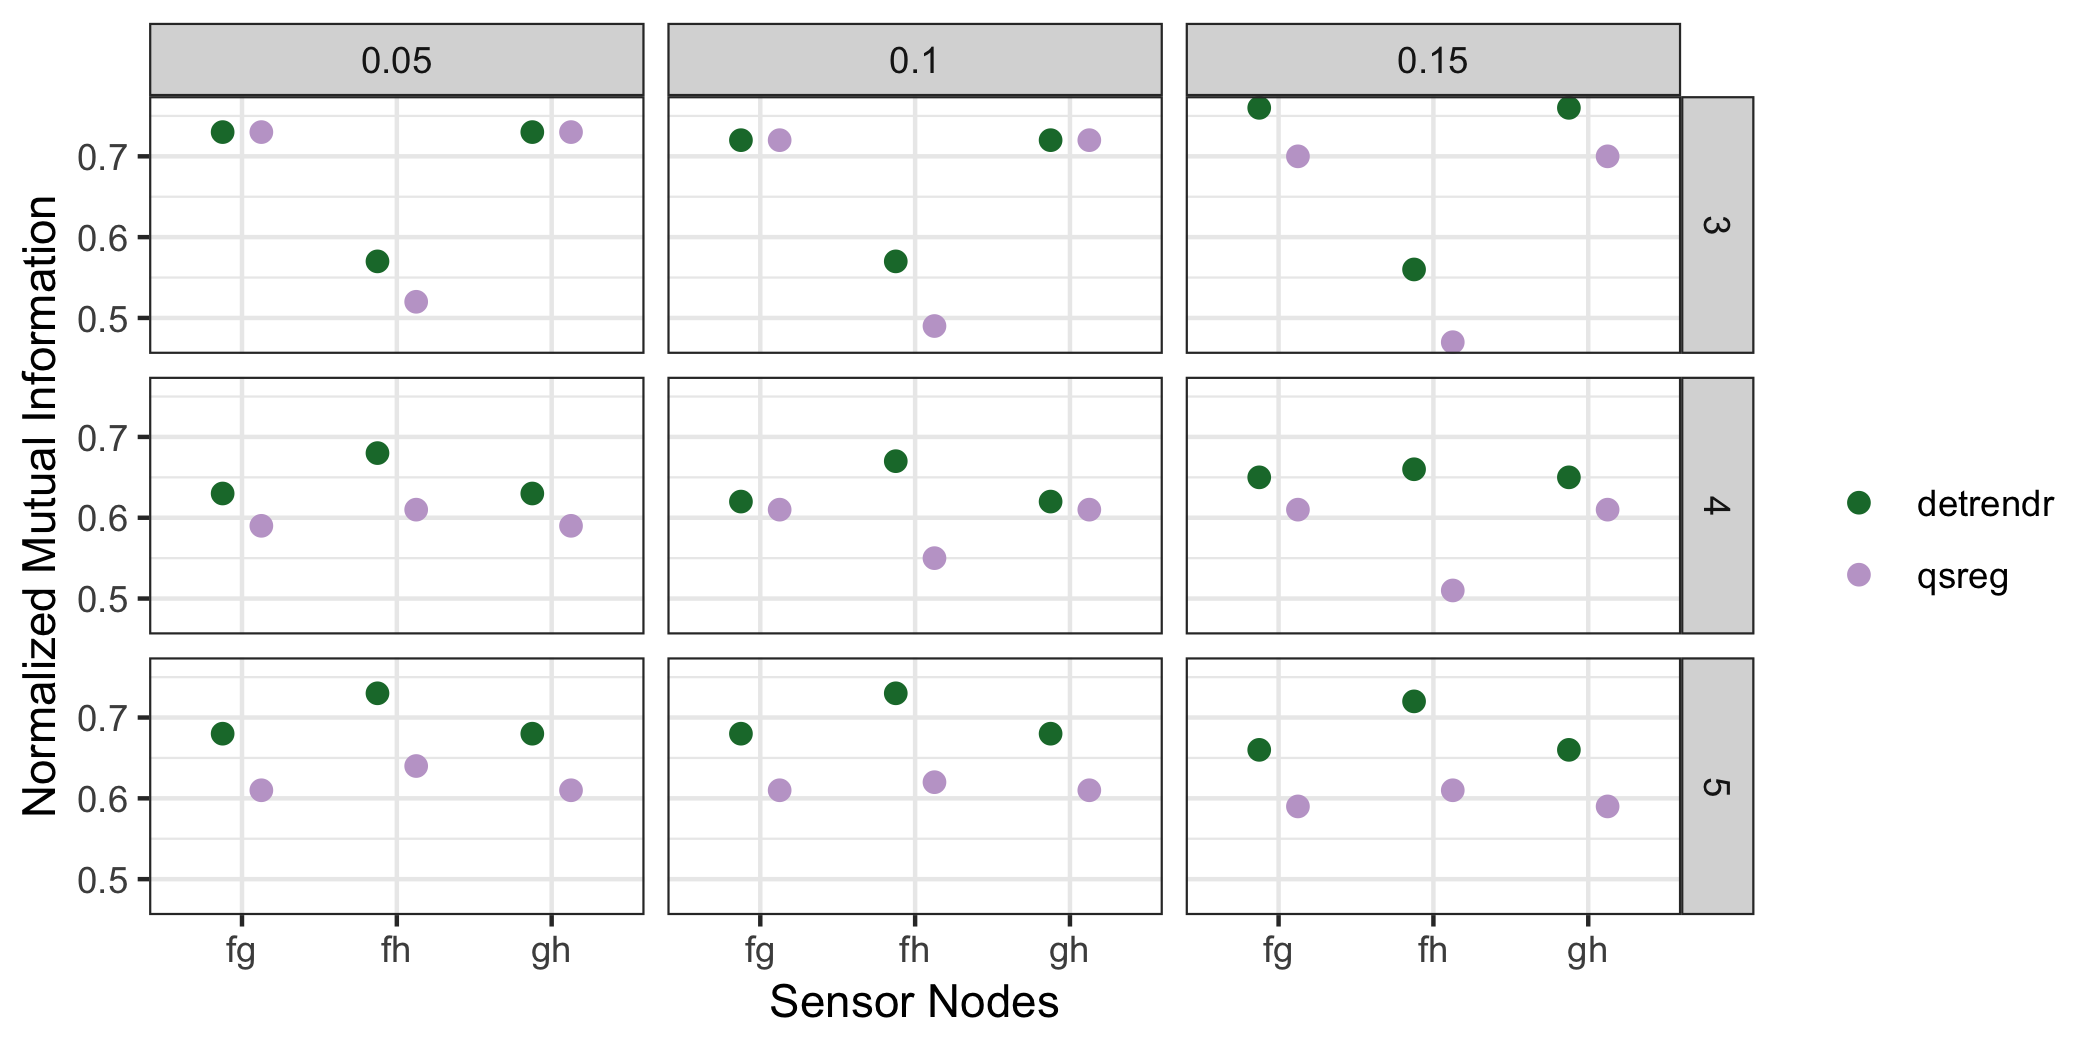 0.05 0.1 0.15
Normalized Mutual Information
0.7
0.6
0.5
3
0.7
0.6
0.5
4
0.7
0.6
0.5
5
fg fh gh fg fh gh fg fh gh
Sensor Nodes
detrendr
qsreg